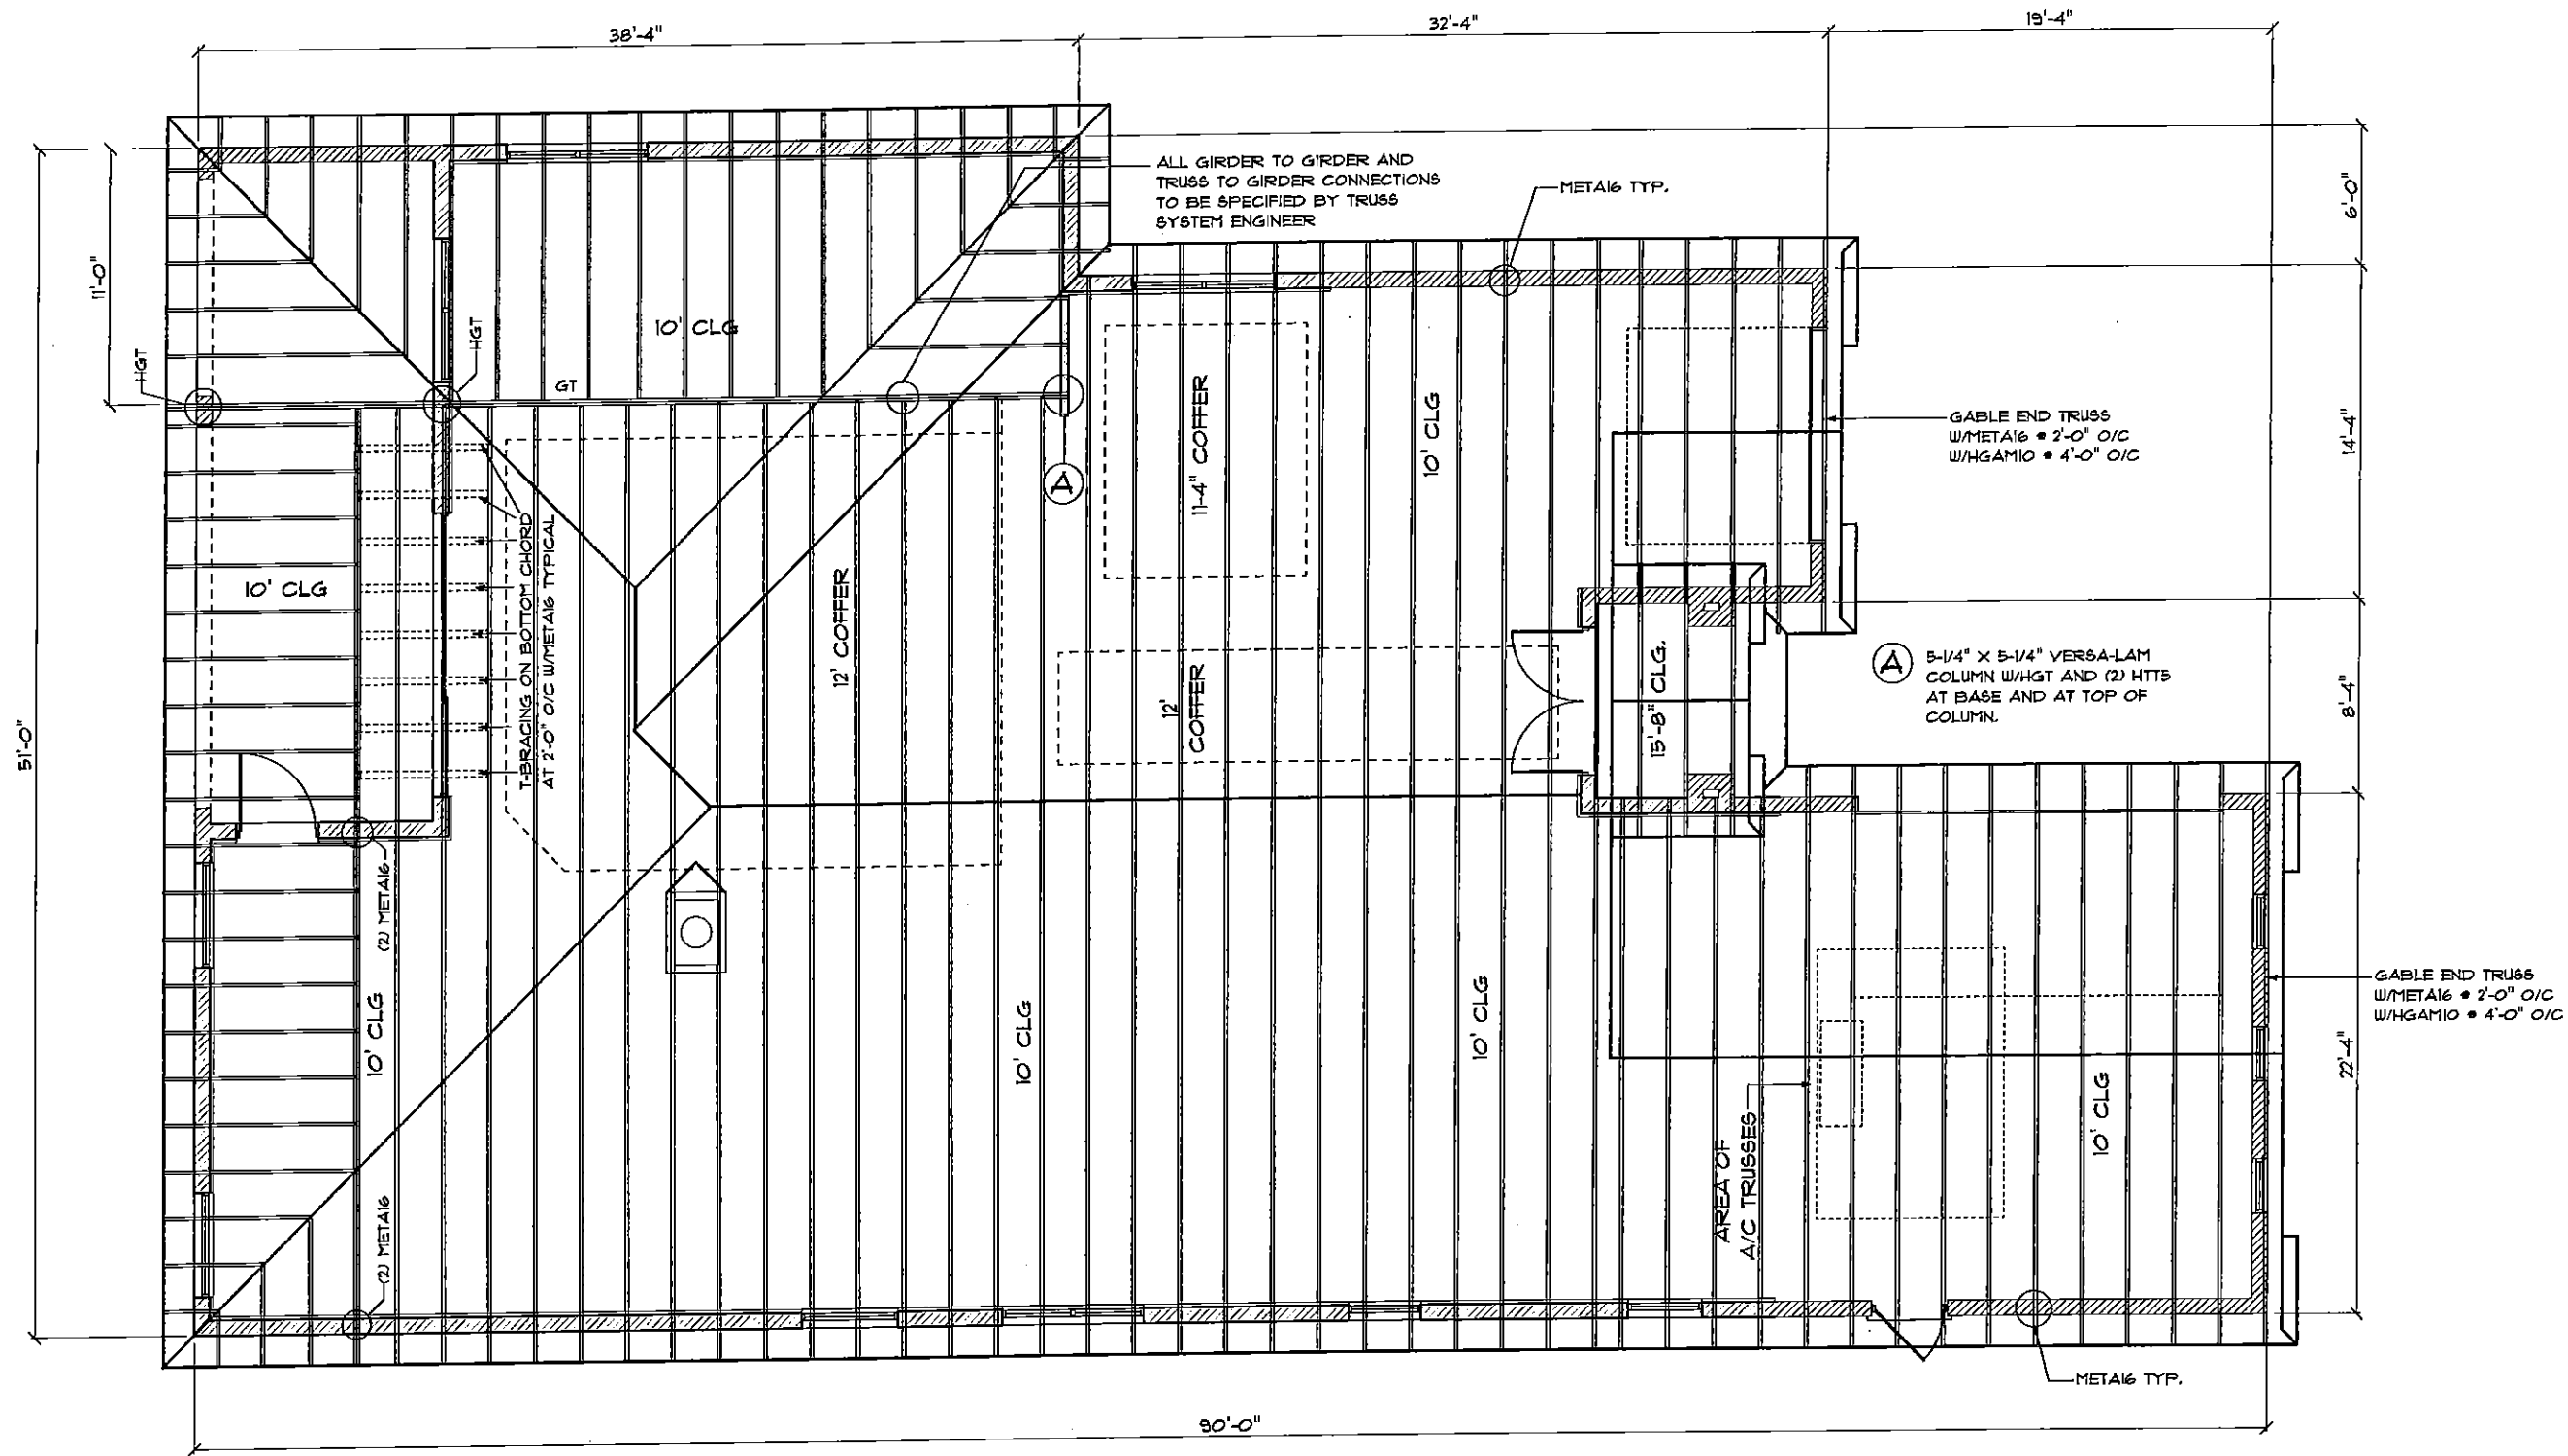 38'-4"
32'-4"
19'-4"
ALL GIRDER TO GIRDER AND
TRUSS TO GIRDER CONNECTIONS
TO BE SPECIFIED BY TRUSS
SYSTEM ENGINEER
META16 TYP.
6'-0"
11'-0"
HGT
HGT
10' CLG
GT
11'-4" COFFER
10' CLG
GABLE END TRUSS
W/META16 @ 2'-0" O/C
W/HGAM10 @ 4'-0" O/C
14'-4"
A
T-BRACING ON BOTTOM CHORD
AT 2'-0" O/C W/META16 TYPICAL
10' CLG
12' COFFER
12'
COFFER
15'-8" CLG.
A
5-1/4" X 5-1/4" VERSA-LAM
COLUMN W/HGT AND (2) HTT5
AT BASE AND AT TOP OF
COLUMN.
8'-4"
51'-0"
(2) META16
10' CLG
10' CLG
10' CLG
GABLE END TRUSS
W/META16 @ 2'-0" O/C
W/HGAM10 @ 4'-0" O/C
22'-4"
10' CLG
AREA OF
A/C TRUSSES
(2) META16
META16 TYP.
90'-0"